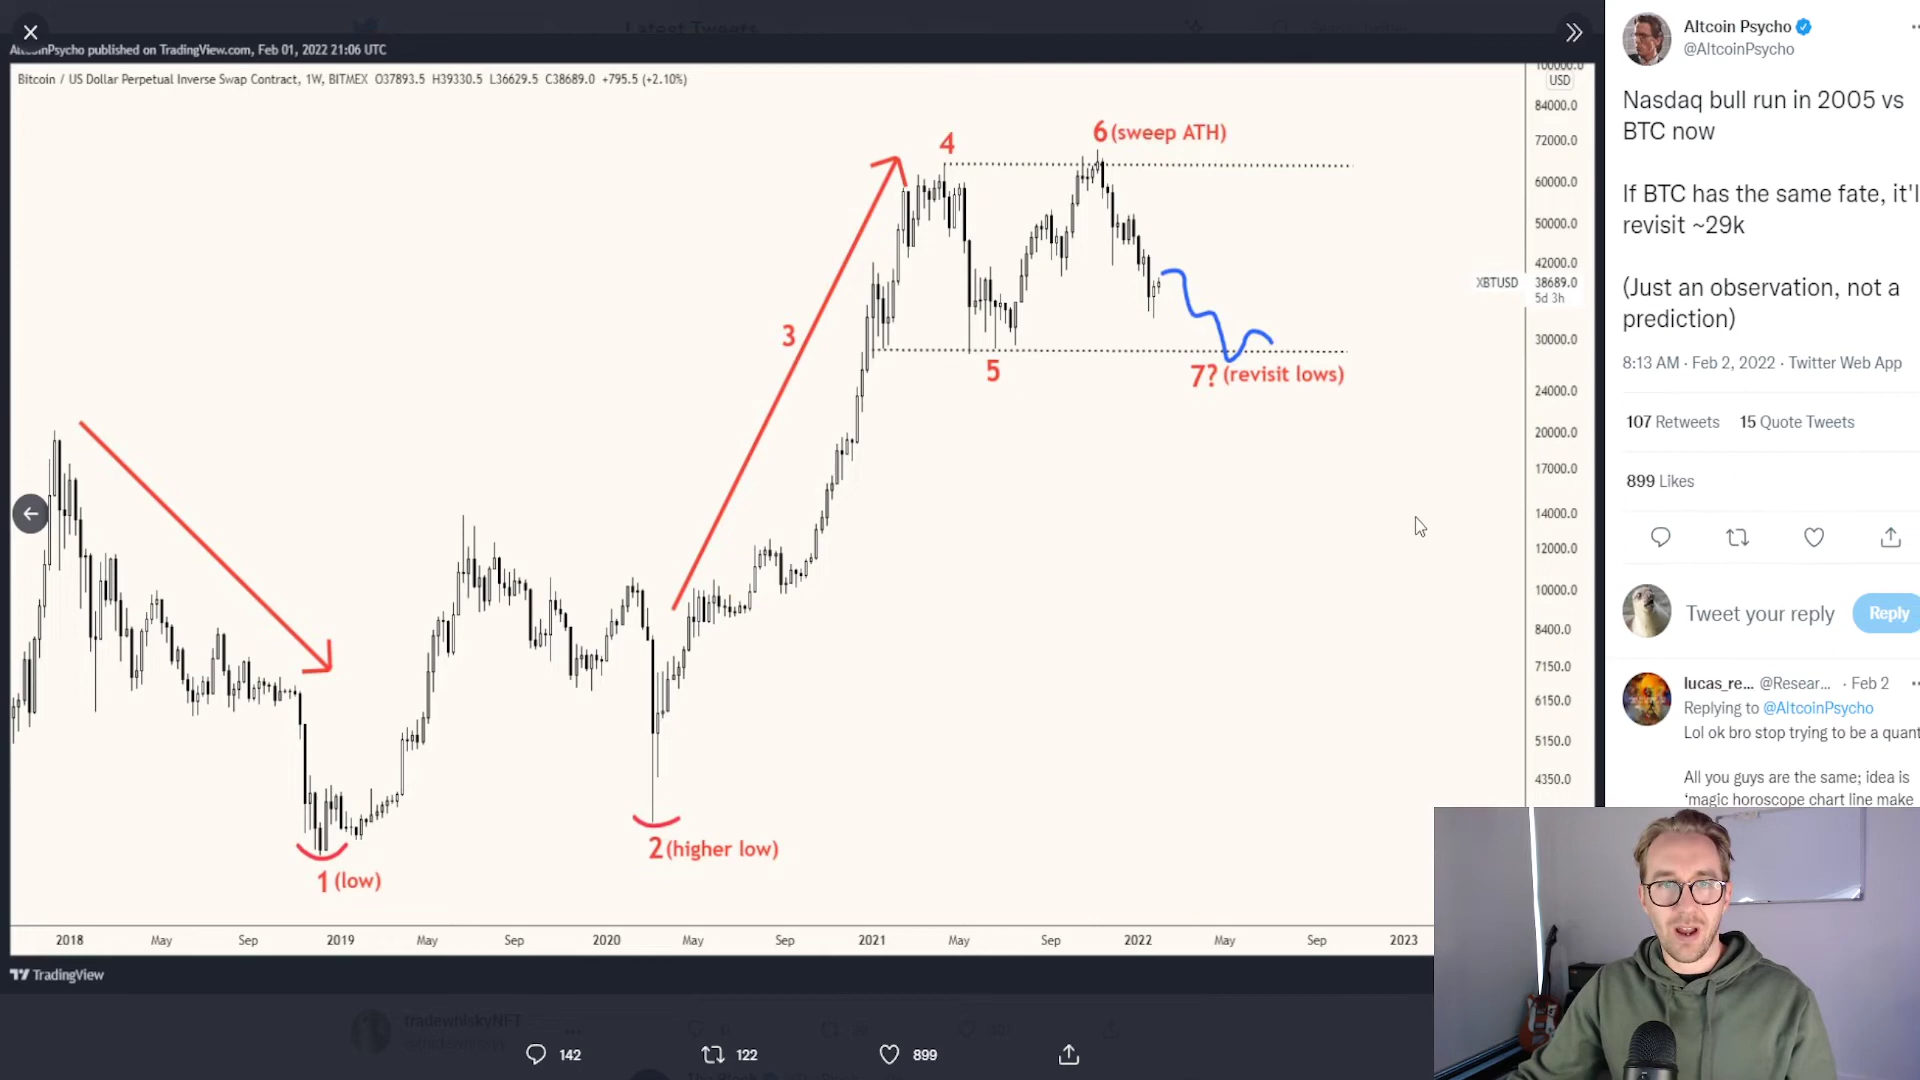 Latest Tweets
AltcoinPsycho published on TradingView.com, Feb 01, 2022 21:06 UTC
Bitcoin / US Dollar Perpetual Inverse Swap Contract, 1W, BITMEX O37893.5 H39330.5 L36629.5 C38689.0 +795.5 (+2.10%)
100000.0
USD
84000.0
72000.0
60000.0
50000.0
42000.0
XBTUSD 38689.0
5d 3h
30000.0
24000.0
20000.0
17000.0
14000.0
12000.0
10000.0
8400.0
7150.0
6150.0
5150.0
4350.0
4
6 (sweep ATH)
3
5
7? (revisit lows)
2 (higher low)
1 (low)
2018 May Sep 2019 May Sep 2020 May Sep 2021 May Sep 2022 May Sep 2023
TradingView
tradewhiskyNFT
142 122 899
Altcoin Psycho
@AltcoinPsycho
Nasdaq bull run in 2005 vs
BTC now
If BTC has the same fate, it'l
revisit ~29k
(Just an observation, not a
prediction)
8:13 AM · Feb 2, 2022 · Twitter Web App
107 Retweets 15 Quote Tweets
899 Likes
Tweet your reply Reply
lucas_re... @Resear... · Feb 2
Replying to @AltcoinPsycho
Lol ok bro stop trying to be a quant
All you guys are the same; idea is
‘magic horoscope chart line make